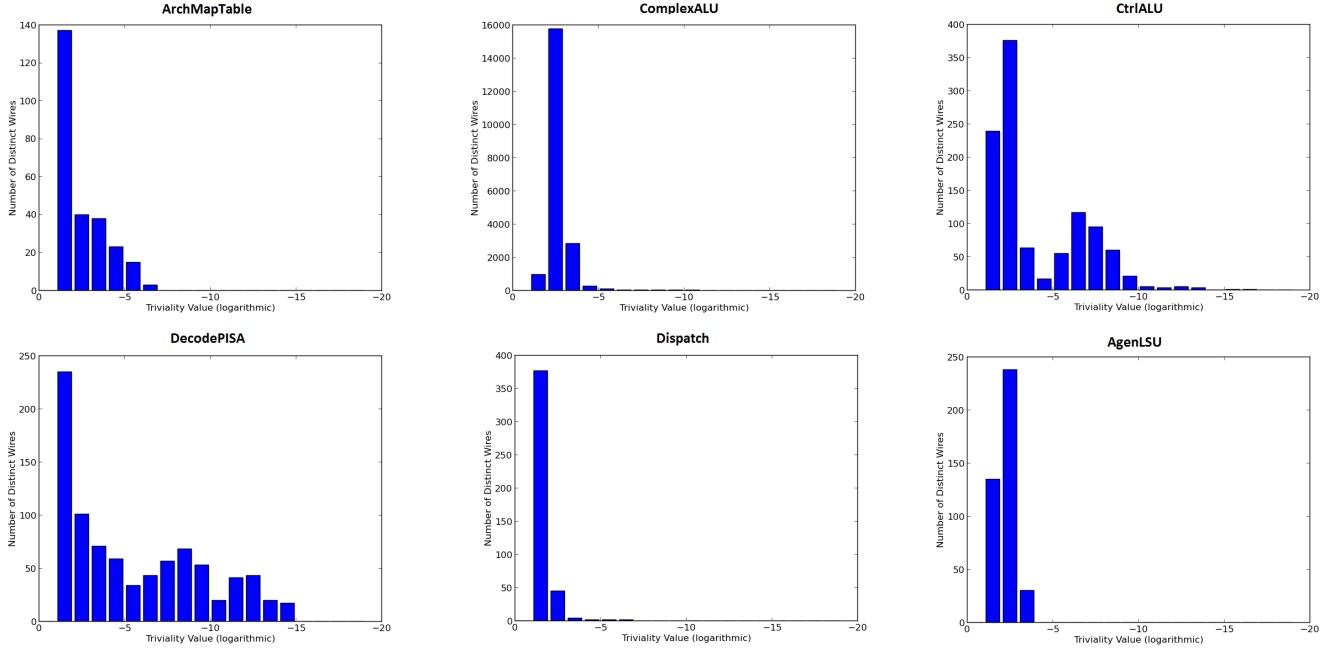 ArchMapTable
140
120
100
80
60
40
20
0
Number of Distinct Wires
0 −5 −10 −15 −20
Triviality Value (logarithmic)
ComplexALU
16000
14000
12000
10000
8000
6000
4000
2000
0
Number of Distinct Wires
0 −5 −10 −15 −20
Triviality Value (logarithmic)
CtrlALU
400
350
300
250
200
150
100
50
0
Number of Distinct Wires
0 −5 −10 −15 −20
Triviality Value (logarithmic)
DecodePISA
250
200
150
100
50
0
Number of Distinct Wires
0 −5 −10 −15 −20
Triviality Value (logarithmic)
Dispatch
400
350
300
250
200
150
100
50
0
Number of Distinct Wires
0 −5 −10 −15 −20
Triviality Value (logarithmic)
AgenLSU
250
200
150
100
50
0
Number of Distinct Wires
0 −5 −10 −15 −20
Triviality Value (logarithmic)